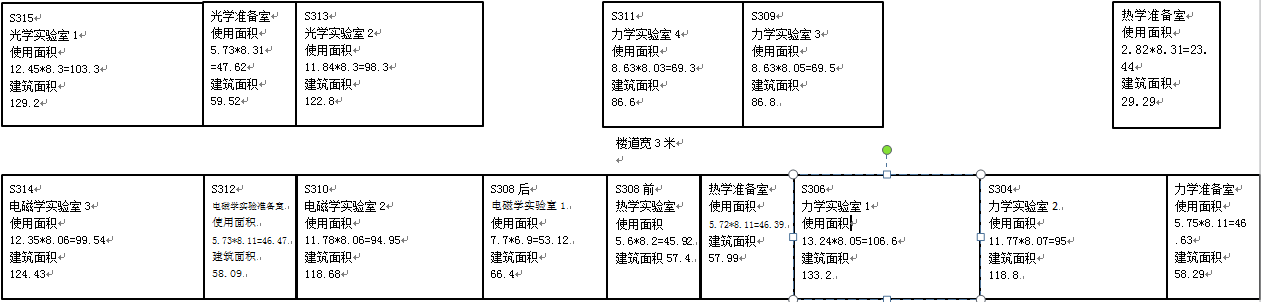 S315
光学实验室1
使用面积
12.45*8.3=103.3
建筑面积
129.2
光学准备室
使用面积
5.73*8.31
=47.62
建筑面积
59.52
S313
光学实验室2
使用面积
11.84*8.3=98.3
建筑面积
122.8
S311
力学实验室4
使用面积
8.63*8.03=69.3
建筑面积
86.6
S309
力学实验室3
使用面积
8.63*8.05=69.5
建筑面积
86.8
热学准备室
使用面积
2.82*8.31=23.
44
建筑面积
29.29
楼道宽3米
S314
电磁学实验室3
使用面积
12.35*8.06=99.54
建筑面积
124.43
S312
电磁学实验准备室
使用面积
5.73*8.11=46.47
建筑面积
58.09
S310
电磁学实验室2
使用面积
11.78*8.06=94.95
建筑面积
118.68
S308后
电磁学实验室1
使用面积
7.7*6.9=53.12
建筑面积
66.4
S308前
热学实验室
使用面积
5.6*8.2=45.92
建筑面积57.4
热学准备室
使用面积
5.72*8.11=46.39
建筑面积
57.99
S306
力学实验室1
使用面积
13.24*8.05=106.6
建筑面积
133.2
S304
力学实验室2
使用面积
11.77*8.07=95
建筑面积
118.8
力学准备室
使用面积
5.75*8.11=46
.63
建筑面积
58.29